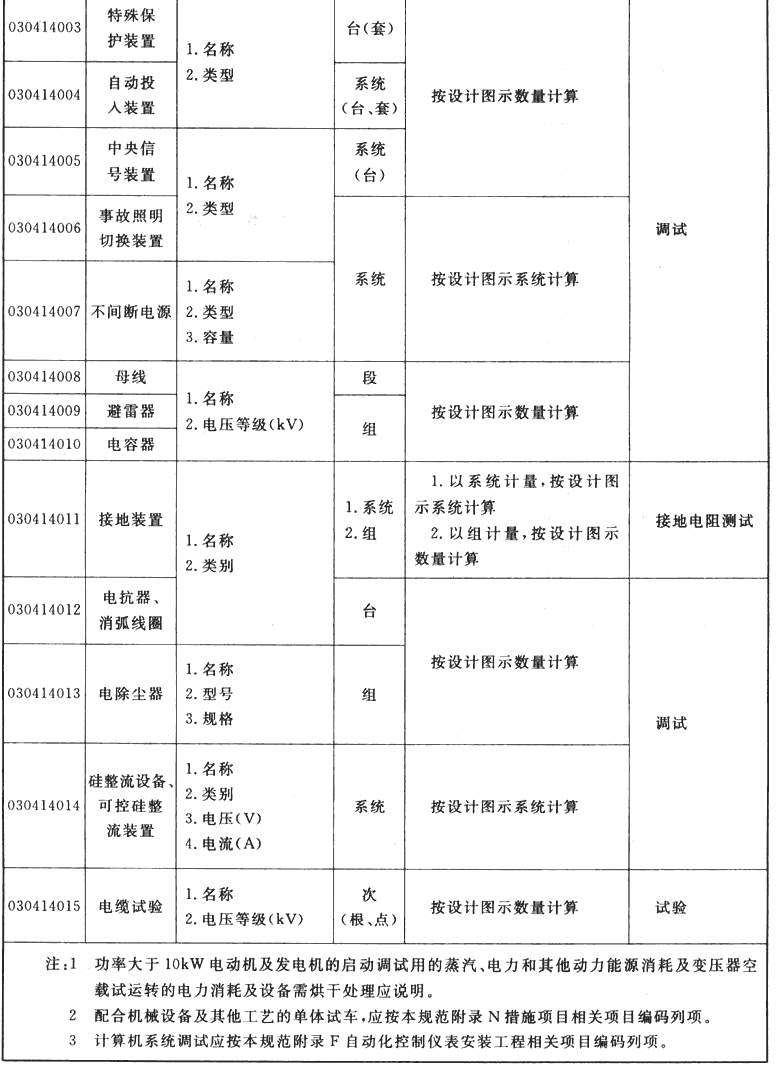 030414003
特殊保
护装置
1.名称
2.类型
台(套)
按设计图示数量计算
调试
030414004
自动投
入装置
系统
(台、套)
030414005
中央信
号装置
1.名称
2.类型
系统
(台)
030414006
事故照明
切换装置
系统
按设计图示系统计算
030414007
不间断电源
1.名称
2.类型
3.容量
030414008
母线
1.名称
2.电压等级(kV)
段
按设计图示数量计算
030414009
避雷器
组
030414010
电容器
030414011
接地装置
1.名称
2.类别
1.系统
2.组
1.以系统计量,按设计图
示系统计算
2.以组计量,按设计图示
数量计算
接地电阻测试
030414012
电抗器、
消弧线圈
台
按设计图示数量计算
调试
030414013
电除尘器
1.名称
2.型号
3.规格
组
030414014
硅整流设备、
可控硅整
流装置
1.名称
2.类别
3.电压(V)
4.电流(A)
系统
按设计图示系统计算
030414015
电缆试验
1.名称
2.电压等级(kV)
次
(根、点)
按设计图示数量计算
试验
注:1 功率大于10kW电动机及发电机的启动调试用的蒸汽、电力和其他动力能源消耗及变压器空
载试运转的电力消耗及设备需烘干处理应说明。
2 配合机械设备及其他工艺的单体试车,应按本规范附录N措施项目相关项目编码列项。
3 计算机系统调试应按本规范附录F自动化控制仪表安装工程相关项目编码列项。